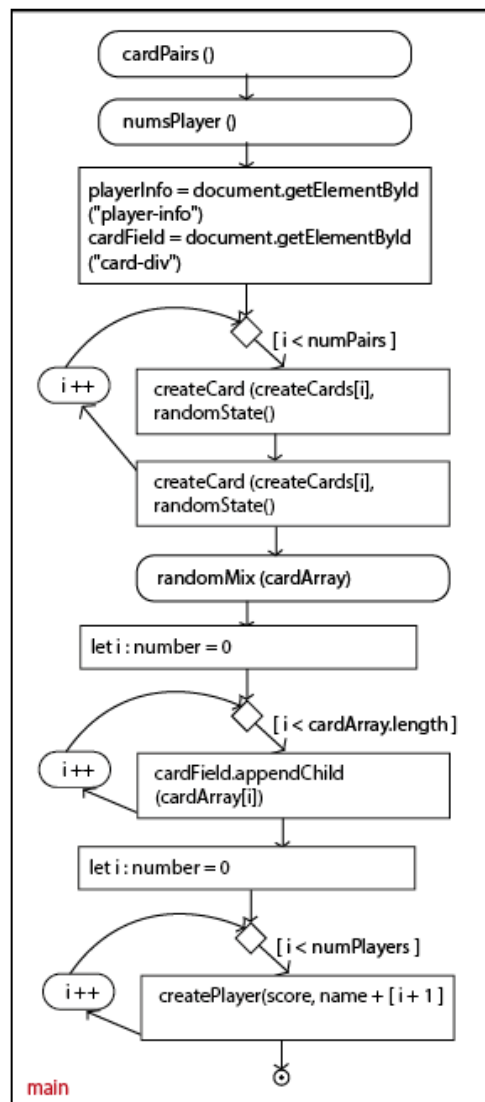 cardPairs ()
numsPlayer ()
playerInfo = document.getElementById
("player-info")
cardField = document.getElementById
("card-div")
[ i < numPairs ]
i ++
createCard (createCards[i],
randomState()
createCard (createCards[i],
randomState()
randomMix (cardArray)
let i : number = 0
[ i < cardArray.length ]
i ++
cardField.appendChild
(cardArray[i])
let i : number = 0
[ i < numPlayers ]
i ++
createPlayer(score, name + [ i + 1 ]
main